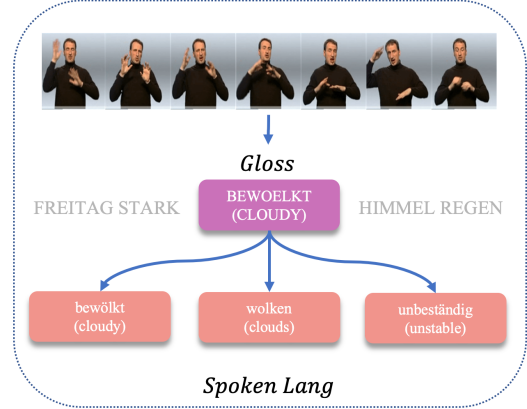 Gloss
FREITAG STARK
BEWOELKT
(CLOUDY)
HIMMEL REGEN
bewölkt
(cloudy)
wolken
(clouds)
unbeständig
(unstable)
Spoken Lang